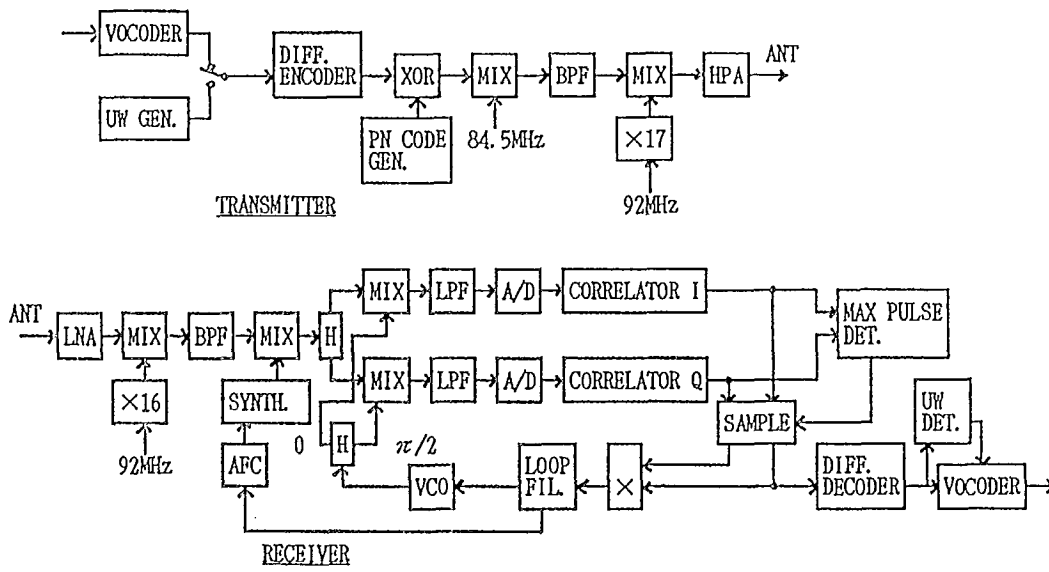 VOCODER
UW GEN.
DIFF.
ENCODER
XOR
PN CODE
GEN.
MIX
84.5MHz
BPF
MIX
×17
92MHz
HPA
ANT
TRANSMITTER
ANT
LNA
MIX
×16
92MHz
BPF
MIX
SYNTH.
AFC
H
MIX
LPF
A/D
CORRELATOR I
MIX
LPF
A/D
CORRELATOR Q
MAX PULSE
DET.
SAMPLE
0
H
π/2
VCO
LOOP
FIL.
×
DIFF.
DECODER
UW
DET.
VOCODER
RECEIVER